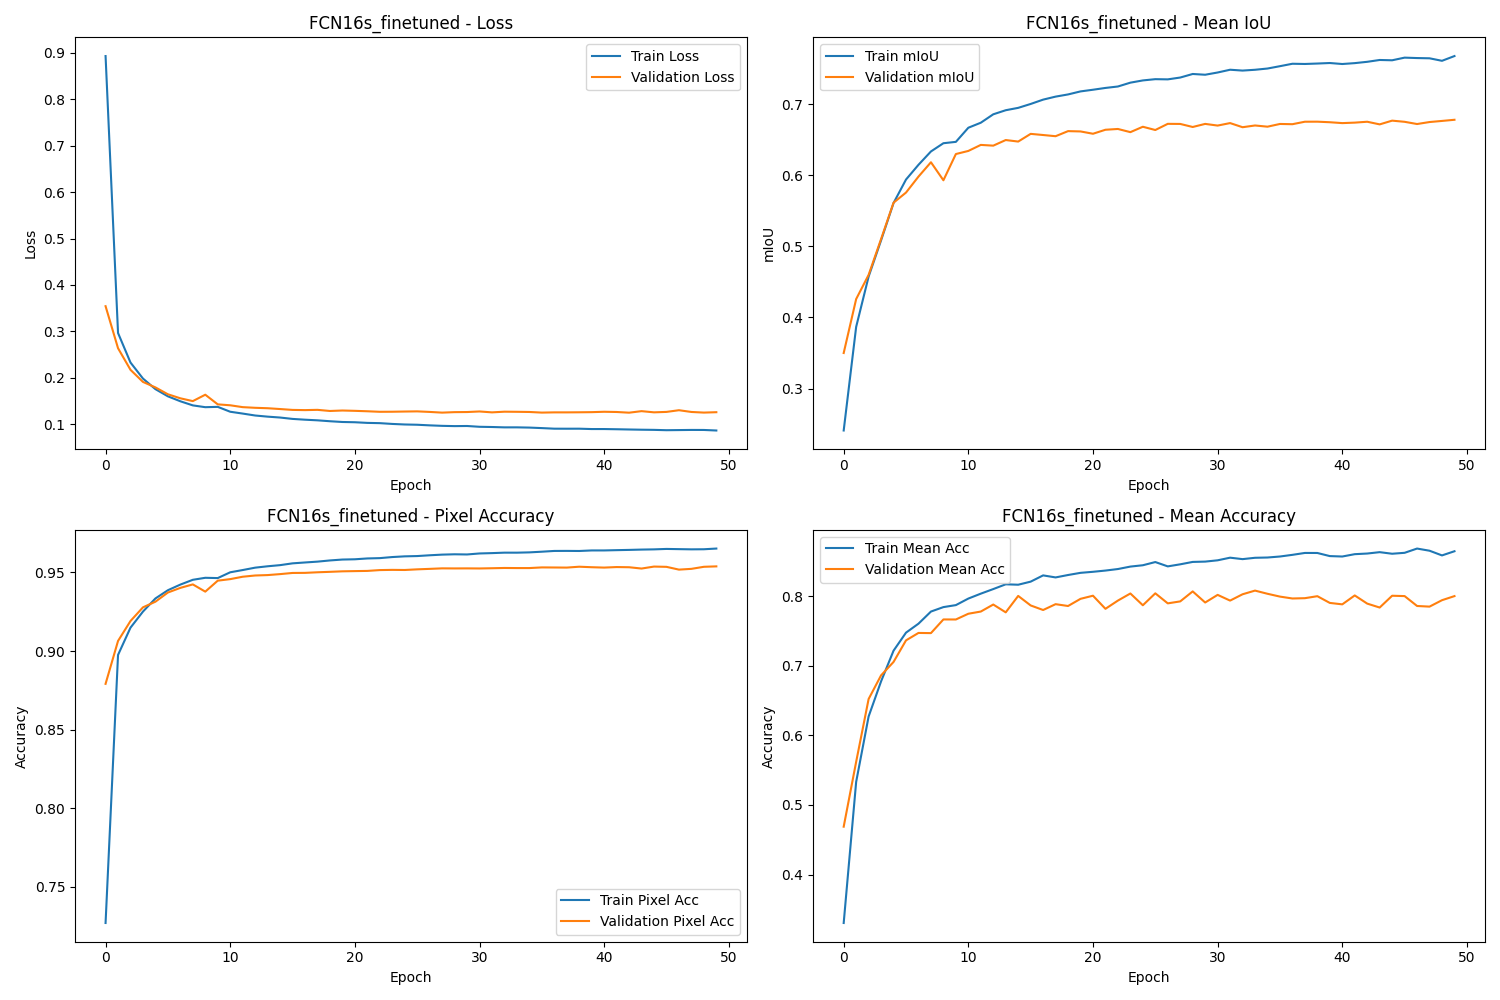 FCN16s_finetuned - Loss
Train Loss
Validation Loss
0.9
0.8
0.7
0.6
0.5
0.4
0.3
0.2
0.1
Loss
0 10 20 30 40 50
Epoch
FCN16s_finetuned - Mean IoU
Train mIoU
Validation mIoU
0.7
0.6
0.5
0.4
0.3
mIoU
0 10 20 30 40 50
Epoch
FCN16s_finetuned - Pixel Accuracy
0.95
0.90
0.85
0.80
0.75
Accuracy
Train Pixel Acc
Validation Pixel Acc
0 10 20 30 40 50
Epoch
FCN16s_finetuned - Mean Accuracy
Train Mean Acc
Validation Mean Acc
0.8
0.7
0.6
0.5
0.4
Accuracy
0 10 20 30 40 50
Epoch